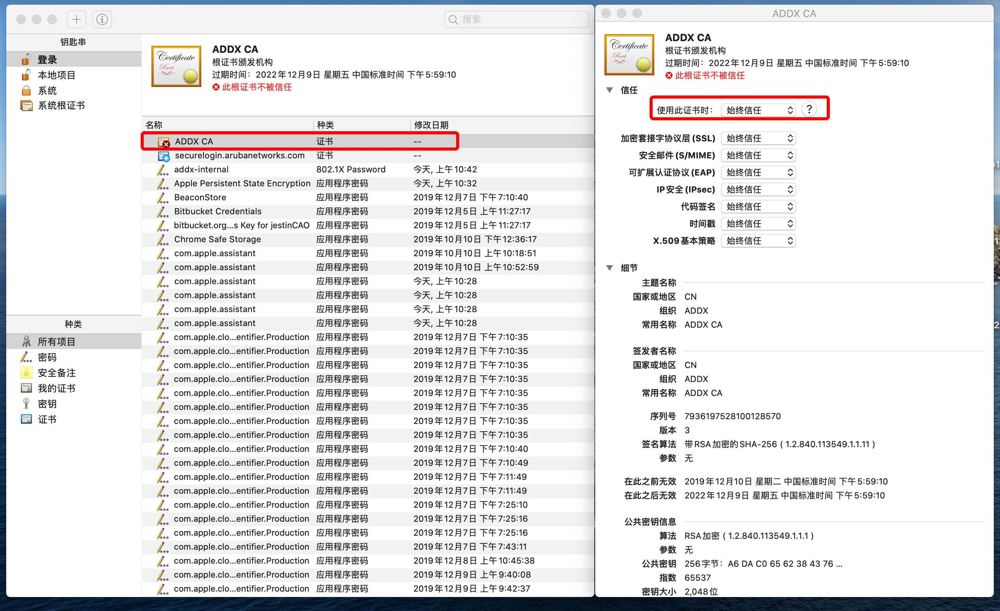 搜索
钥匙串
登录
本地项目
系统
系统根证书
种类
所有项目
密码
安全备注
我的证书
密钥
证书
Certificate
Root
ADDX CA
根证书颁发机构
过期时间：2022年12月9日 星期五 中国标准时间 下午5:59:10
此根证书不被信任
名称 种类 修改日期
ADDX CA 证书 --
securelogin.arubanetworks.com 证书 --
addx-internal 802.1X Password 今天, 上午10:42
Apple Persistent State Encryption 应用程序密码 今天, 上午10:32
BeaconStore 应用程序密码 2019年12月7日 下午7:10:40
Bitbucket Credentials 应用程序密码 2019年12月5日 上午11:27:17
bitbucket.org...s Key for jestinCAO 应用程序密码 2019年12月5日 上午11:27:17
Chrome Safe Storage 应用程序密码 2019年10月10日 下午12:36:17
com.apple.assistant 应用程序密码 2019年10月10日 上午10:18:51
com.apple.assistant 应用程序密码 2019年10月10日 上午10:52:59
com.apple.assistant 应用程序密码 今天, 上午10:28
com.apple.assistant 应用程序密码 今天, 上午10:28
com.apple.assistant 应用程序密码 今天, 上午10:28
com.apple.assistant 应用程序密码 今天, 上午10:28
com.apple.clo...entifier.Production 应用程序密码 2019年12月7日 下午7:10:35
com.apple.clo...entifier.Production 应用程序密码 2019年12月7日 下午7:10:35
com.apple.clo...entifier.Production 应用程序密码 2019年12月7日 下午7:10:35
com.apple.clo...entifier.Production 应用程序密码 2019年12月7日 下午7:10:35
com.apple.clo...entifier.Production 应用程序密码 2019年12月7日 下午7:10:35
com.apple.clo...entifier.Production 应用程序密码 2019年12月7日 下午7:10:35
com.apple.clo...entifier.Production 应用程序密码 2019年12月7日 下午7:10:35
com.apple.clo...entifier.Production 应用程序密码 2019年12月7日 下午7:10:35
com.apple.clo...entifier.Production 应用程序密码 2019年12月7日 下午7:10:40
com.apple.clo...entifier.Production 应用程序密码 2019年12月7日 下午7:10:49
com.apple.clo...entifier.Production 应用程序密码 2019年12月7日 下午7:11:49
com.apple.clo...entifier.Production 应用程序密码 2019年12月7日 下午7:11:49
com.apple.clo...entifier.Production 应用程序密码 2019年12月7日 下午7:25:10
com.apple.clo...entifier.Production 应用程序密码 2019年12月7日 下午7:25:16
com.apple.clo...entifier.Production 应用程序密码 2019年12月7日 下午7:25:16
com.apple.clo...entifier.Production 应用程序密码 2019年12月7日 下午7:43:11
com.apple.clo...entifier.Production 应用程序密码 2019年12月8日 上午10:45:38
com.apple.clo...entifier.Production 应用程序密码 2019年12月9日 上午9:40:08
com.apple.clo...entifier.Production 应用程序密码 2019年12月9日 上午9:42:37
ADDX CA
Certificate
Root
ADDX CA
根证书颁发机构
过期时间：2022年12月9日 星期五 中国标准时间 下午5:59:10
此根证书不被信任
信任
使用此证书时： 始终信任 ?
加密套接字协议层 (SSL) 始终信任
安全邮件 (S/MIME) 始终信任
可扩展认证协议 (EAP) 始终信任
IP 安全 (IPsec) 始终信任
代码签名 始终信任
时间戳 始终信任
X.509 基本策略 始终信任
细节
主题名称
国家或地区 CN
组织 ADDX
常用名称 ADDX CA
签发者名称
国家或地区 CN
组织 ADDX
常用名称 ADDX CA
序列号 7936197528100128570
版本 3
签名算法 带 RSA 加密的 SHA-256 ( 1.2.840.113549.1.1.11 )
参数 无
在此之前无效 2019年12月10日 星期二 中国标准时间 下午5:59:10
在此之后无效 2022年12月9日 星期五 中国标准时间 下午5:59:10
公共密钥信息
算法 RSA 加密 ( 1.2.840.113549.1.1.1 )
参数 无
公共密钥 256 字节：A6 DA C0 65 62 38 43 76 ...
指数 65537
密钥大小 2,048 位